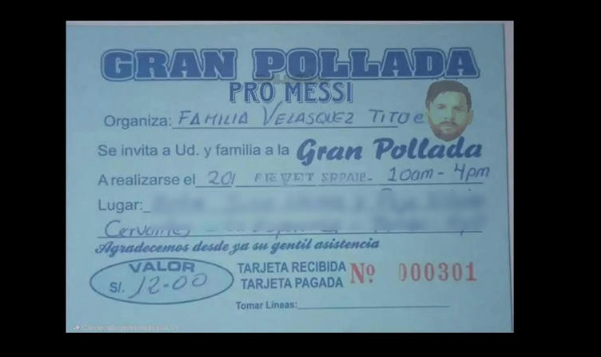 GRAN POLLADA
PRO MESSI
Organiza: FAMILIA VELASQUEZ TITO e
Se invita a Ud. y familia a la Gran Pollada
A realizarse el 20 10am - 4pm
Lugar:
Cervantes
Agradecemos desde ya su gentil asistencia
VALOR
S/. 12-00
TARJETA RECIBIDA
TARJETA PAGADA
Nº 000301
Tomar Lineas: